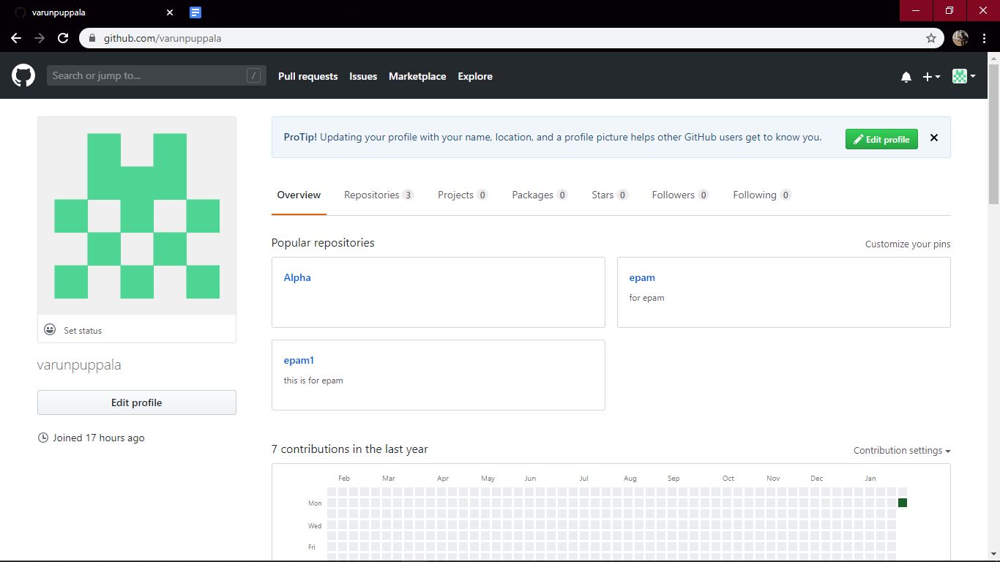 varunpuppala
github.com/varunpuppala
Search or jump to... /
Pull requests Issues Marketplace Explore
ProTip! Updating your profile with your name, location, and a profile picture helps other GitHub users get to know you.
Edit profile
Overview Repositories 3 Projects 0 Packages 0 Stars 0 Followers 0 Following 0
Popular repositories
Customize your pins
Alpha
epam
for epam
epam1
this is for epam
Set status
varunpuppala
Edit profile
Joined 17 hours ago
7 contributions in the last year
Contribution settings
Feb Mar Apr May Jun Jul Aug Sep Oct Nov Dec Jan
Mon
Wed
Fri